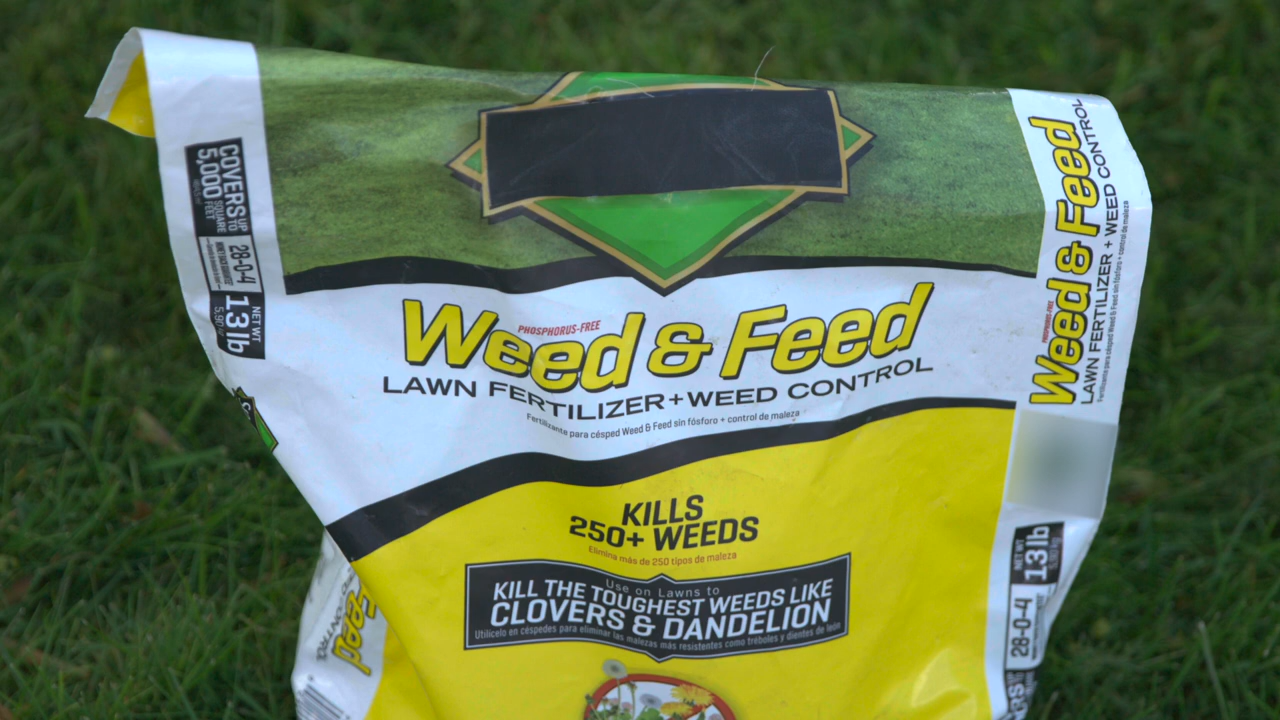 COVERS UP TO
5,000 SQUARE FEET
28-0-4
NET WT
13 lb
PHOSPHORUS-FREE
Weed & Feed
LAWN FERTILIZER + WEED CONTROL
Fertilizante para césped Weed & Feed sin fósforo + control de maleza
KILLS
250+ WEEDS
Elimina más de 250 tipos de maleza
Use on Lawns to
KILL THE TOUGHEST WEEDS LIKE
CLOVERS & DANDELION
Utilícelo en céspedes para eliminar las malezas más resistentes como tréboles y dientes de león
PHOSPHORUS-FREE
Weed & Feed
LAWN FERTILIZER + WEED CONTROL
Fertilizante para césped Weed & Feed sin fósforo + control de maleza
NET WT
13 lb
28-0-4
Feed
CONTROL